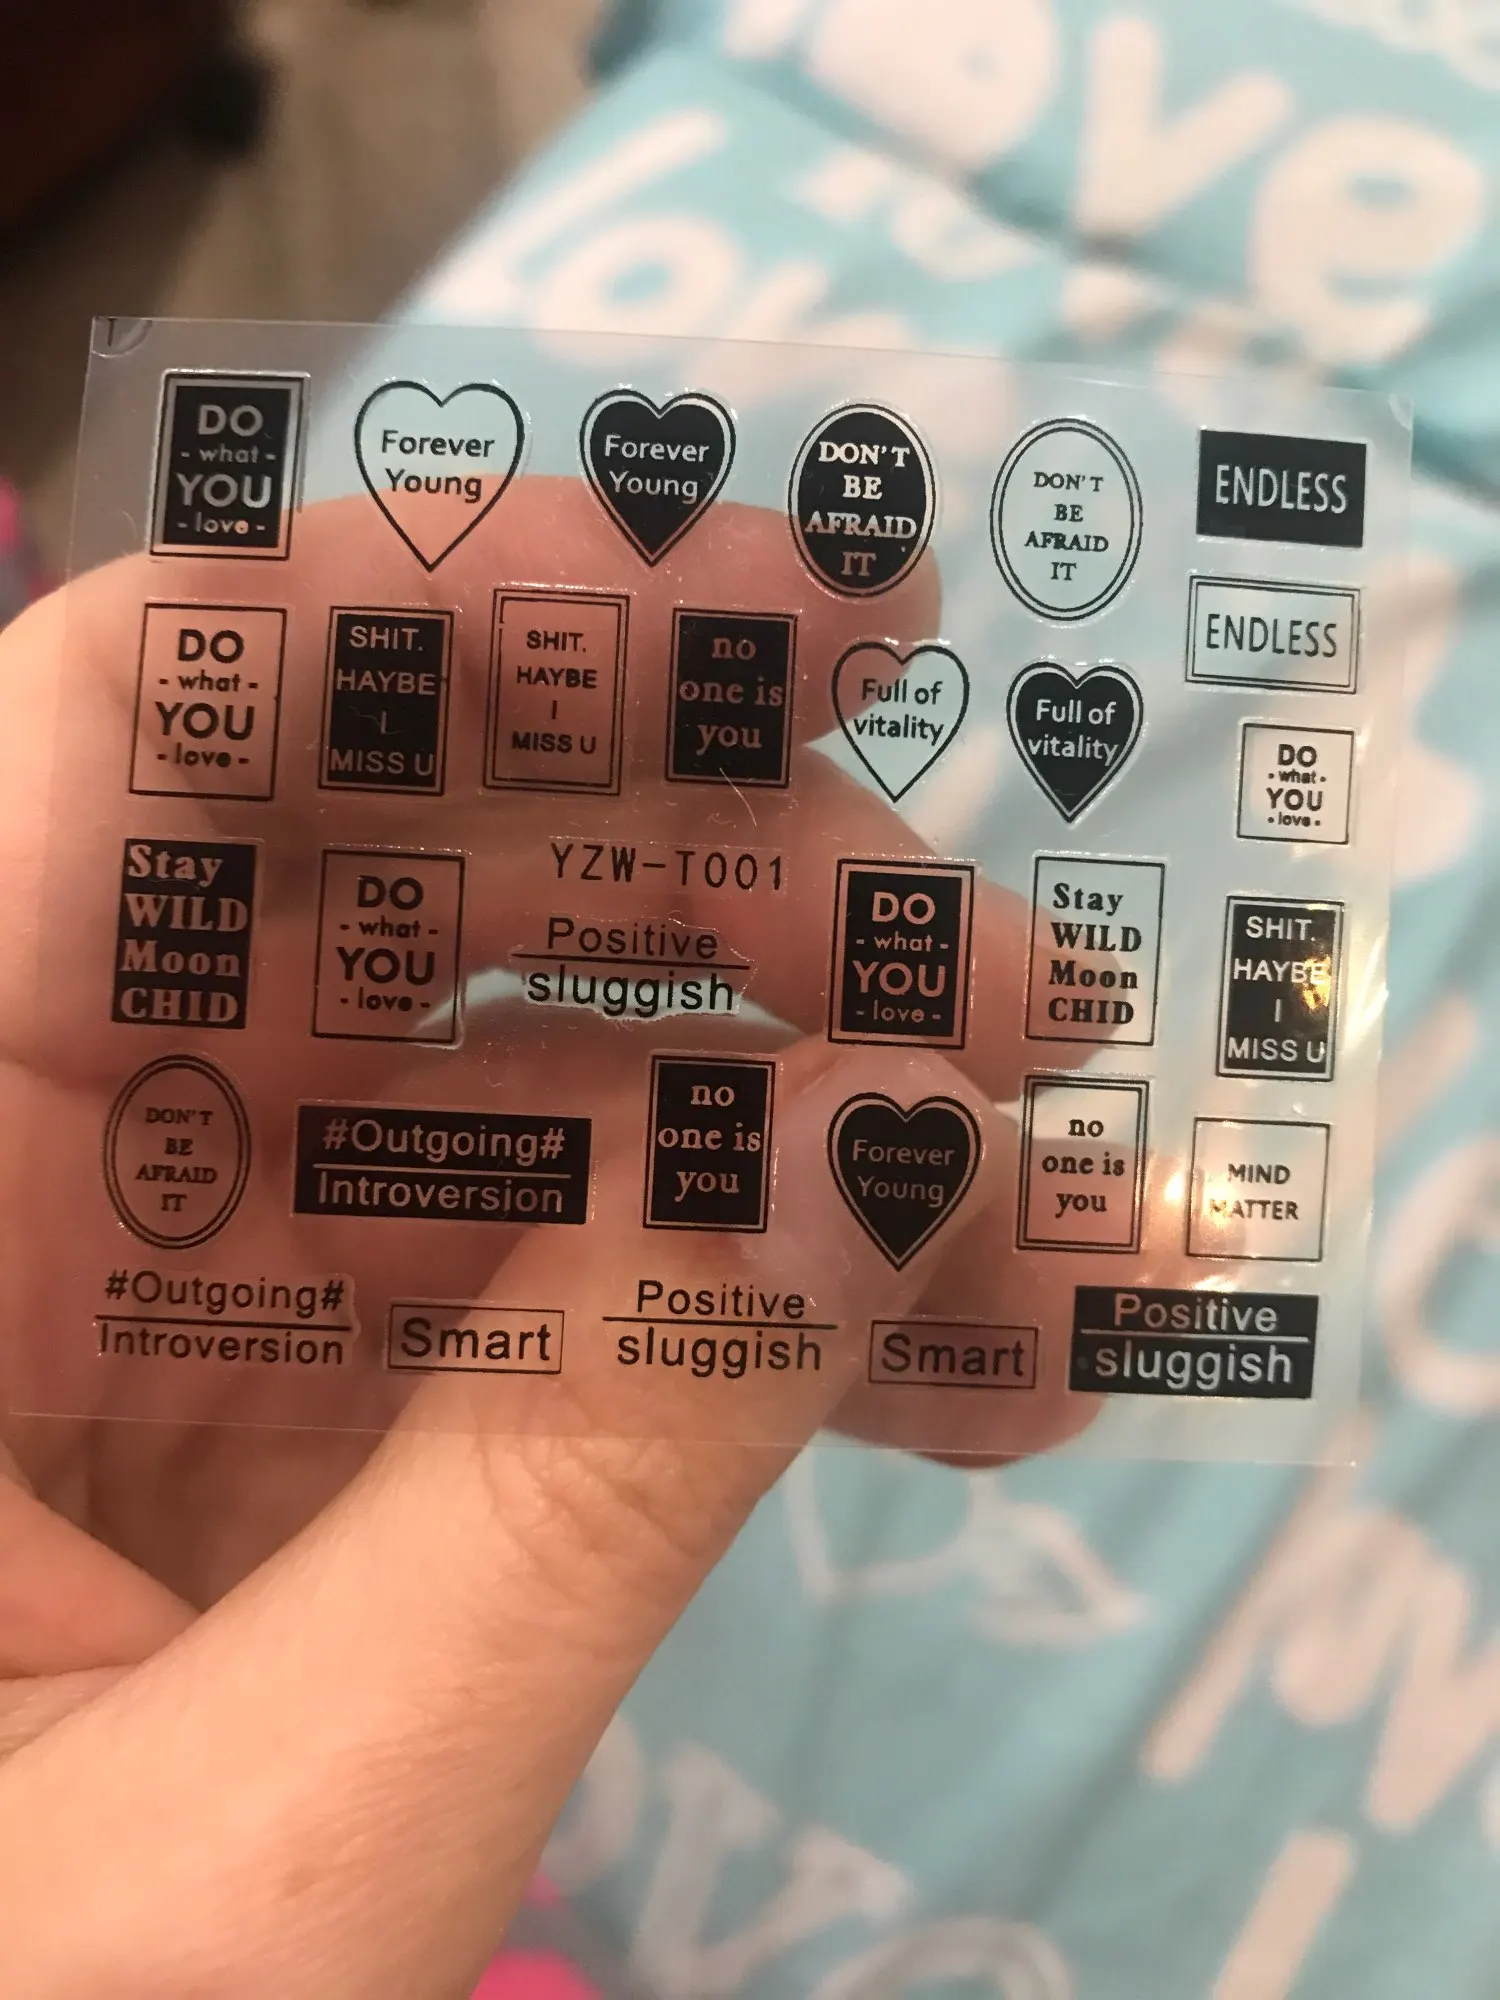 DO
- what -
YOU
- love -
Forever
Young
Forever
Young
DON'T
BE
AFRAID
IT
DON'T
BE
AFRAID
IT
ENDLESS
DO
- what -
YOU
- love -
SHIT.
HAYBE
I
MISS U
SHIT.
HAYBE
I
MISS U
no
one is
you
Full of
vitality
Full of
vitality
ENDLESS
DO
- what -
YOU
- love -
Stay
WILD
Moon
CHID
DO
- what -
YOU
- love -
YZW-T001
Positive
sluggish
DO
- what -
YOU
- love -
Stay
WILD
Moon
CHID
SHIT.
HAYBE
I
MISS U
DON'T
BE
AFRAID
IT
#Outgoing#
Introversion
no
one is
you
Forever
Young
no
one is
you
MIND
MATTER
#Outgoing#
Introversion
Smart
Positive
sluggish
Smart
Positive
sluggish
love